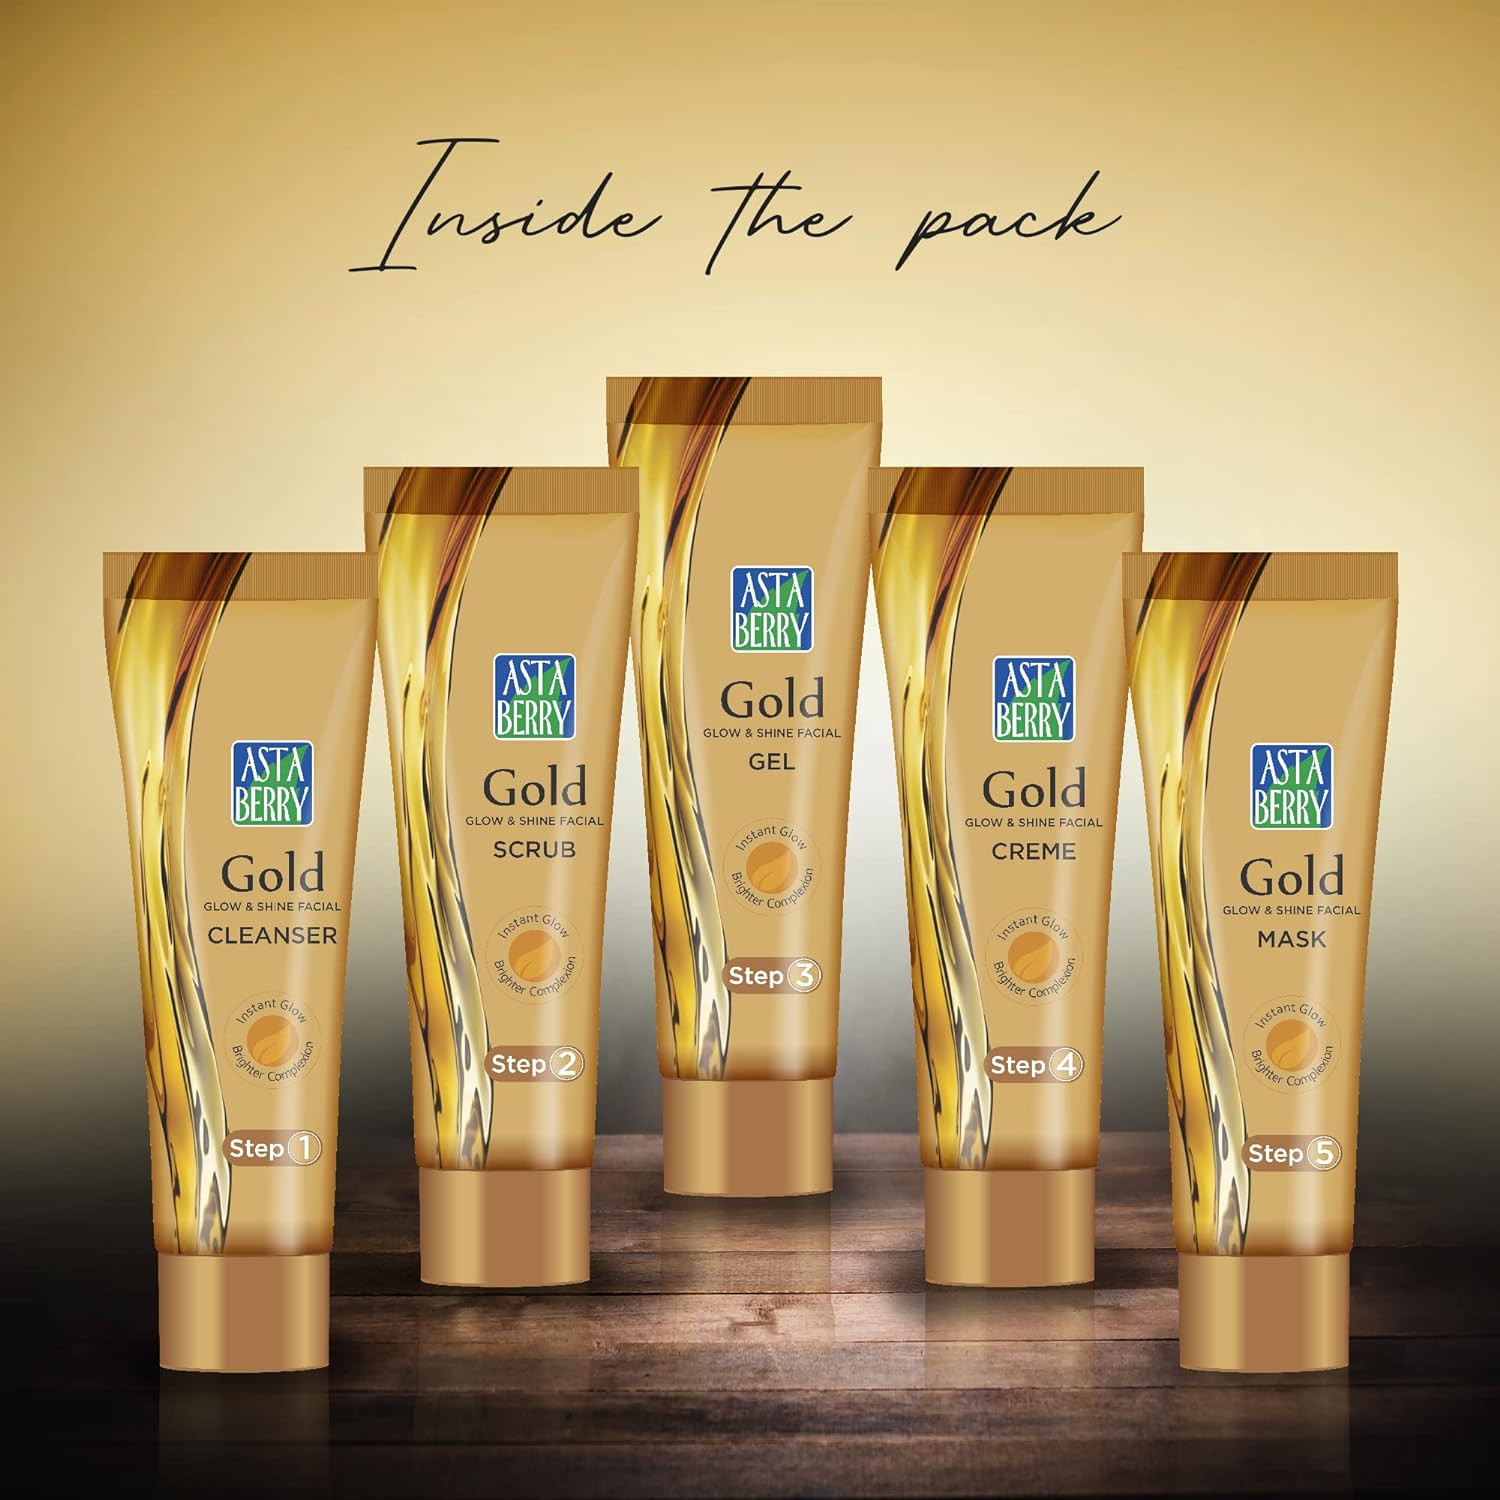 Inside the pack
ASTA
BERRY
Gold
GLOW & SHINE FACIAL
CLEANSER
Instant Glow
Brighter Complexion
Step 1
ASTA
BERRY
Gold
GLOW & SHINE FACIAL
SCRUB
Instant Glow
Brighter Complexion
Step 2
ASTA
BERRY
Gold
GLOW & SHINE FACIAL
GEL
Instant Glow
Brighter Complexion
Step 3
ASTA
BERRY
Gold
GLOW & SHINE FACIAL
CREME
Instant Glow
Brighter Complexion
Step 4
ASTA
BERRY
Gold
GLOW & SHINE FACIAL
MASK
Instant Glow
Brighter Complexion
Step 5